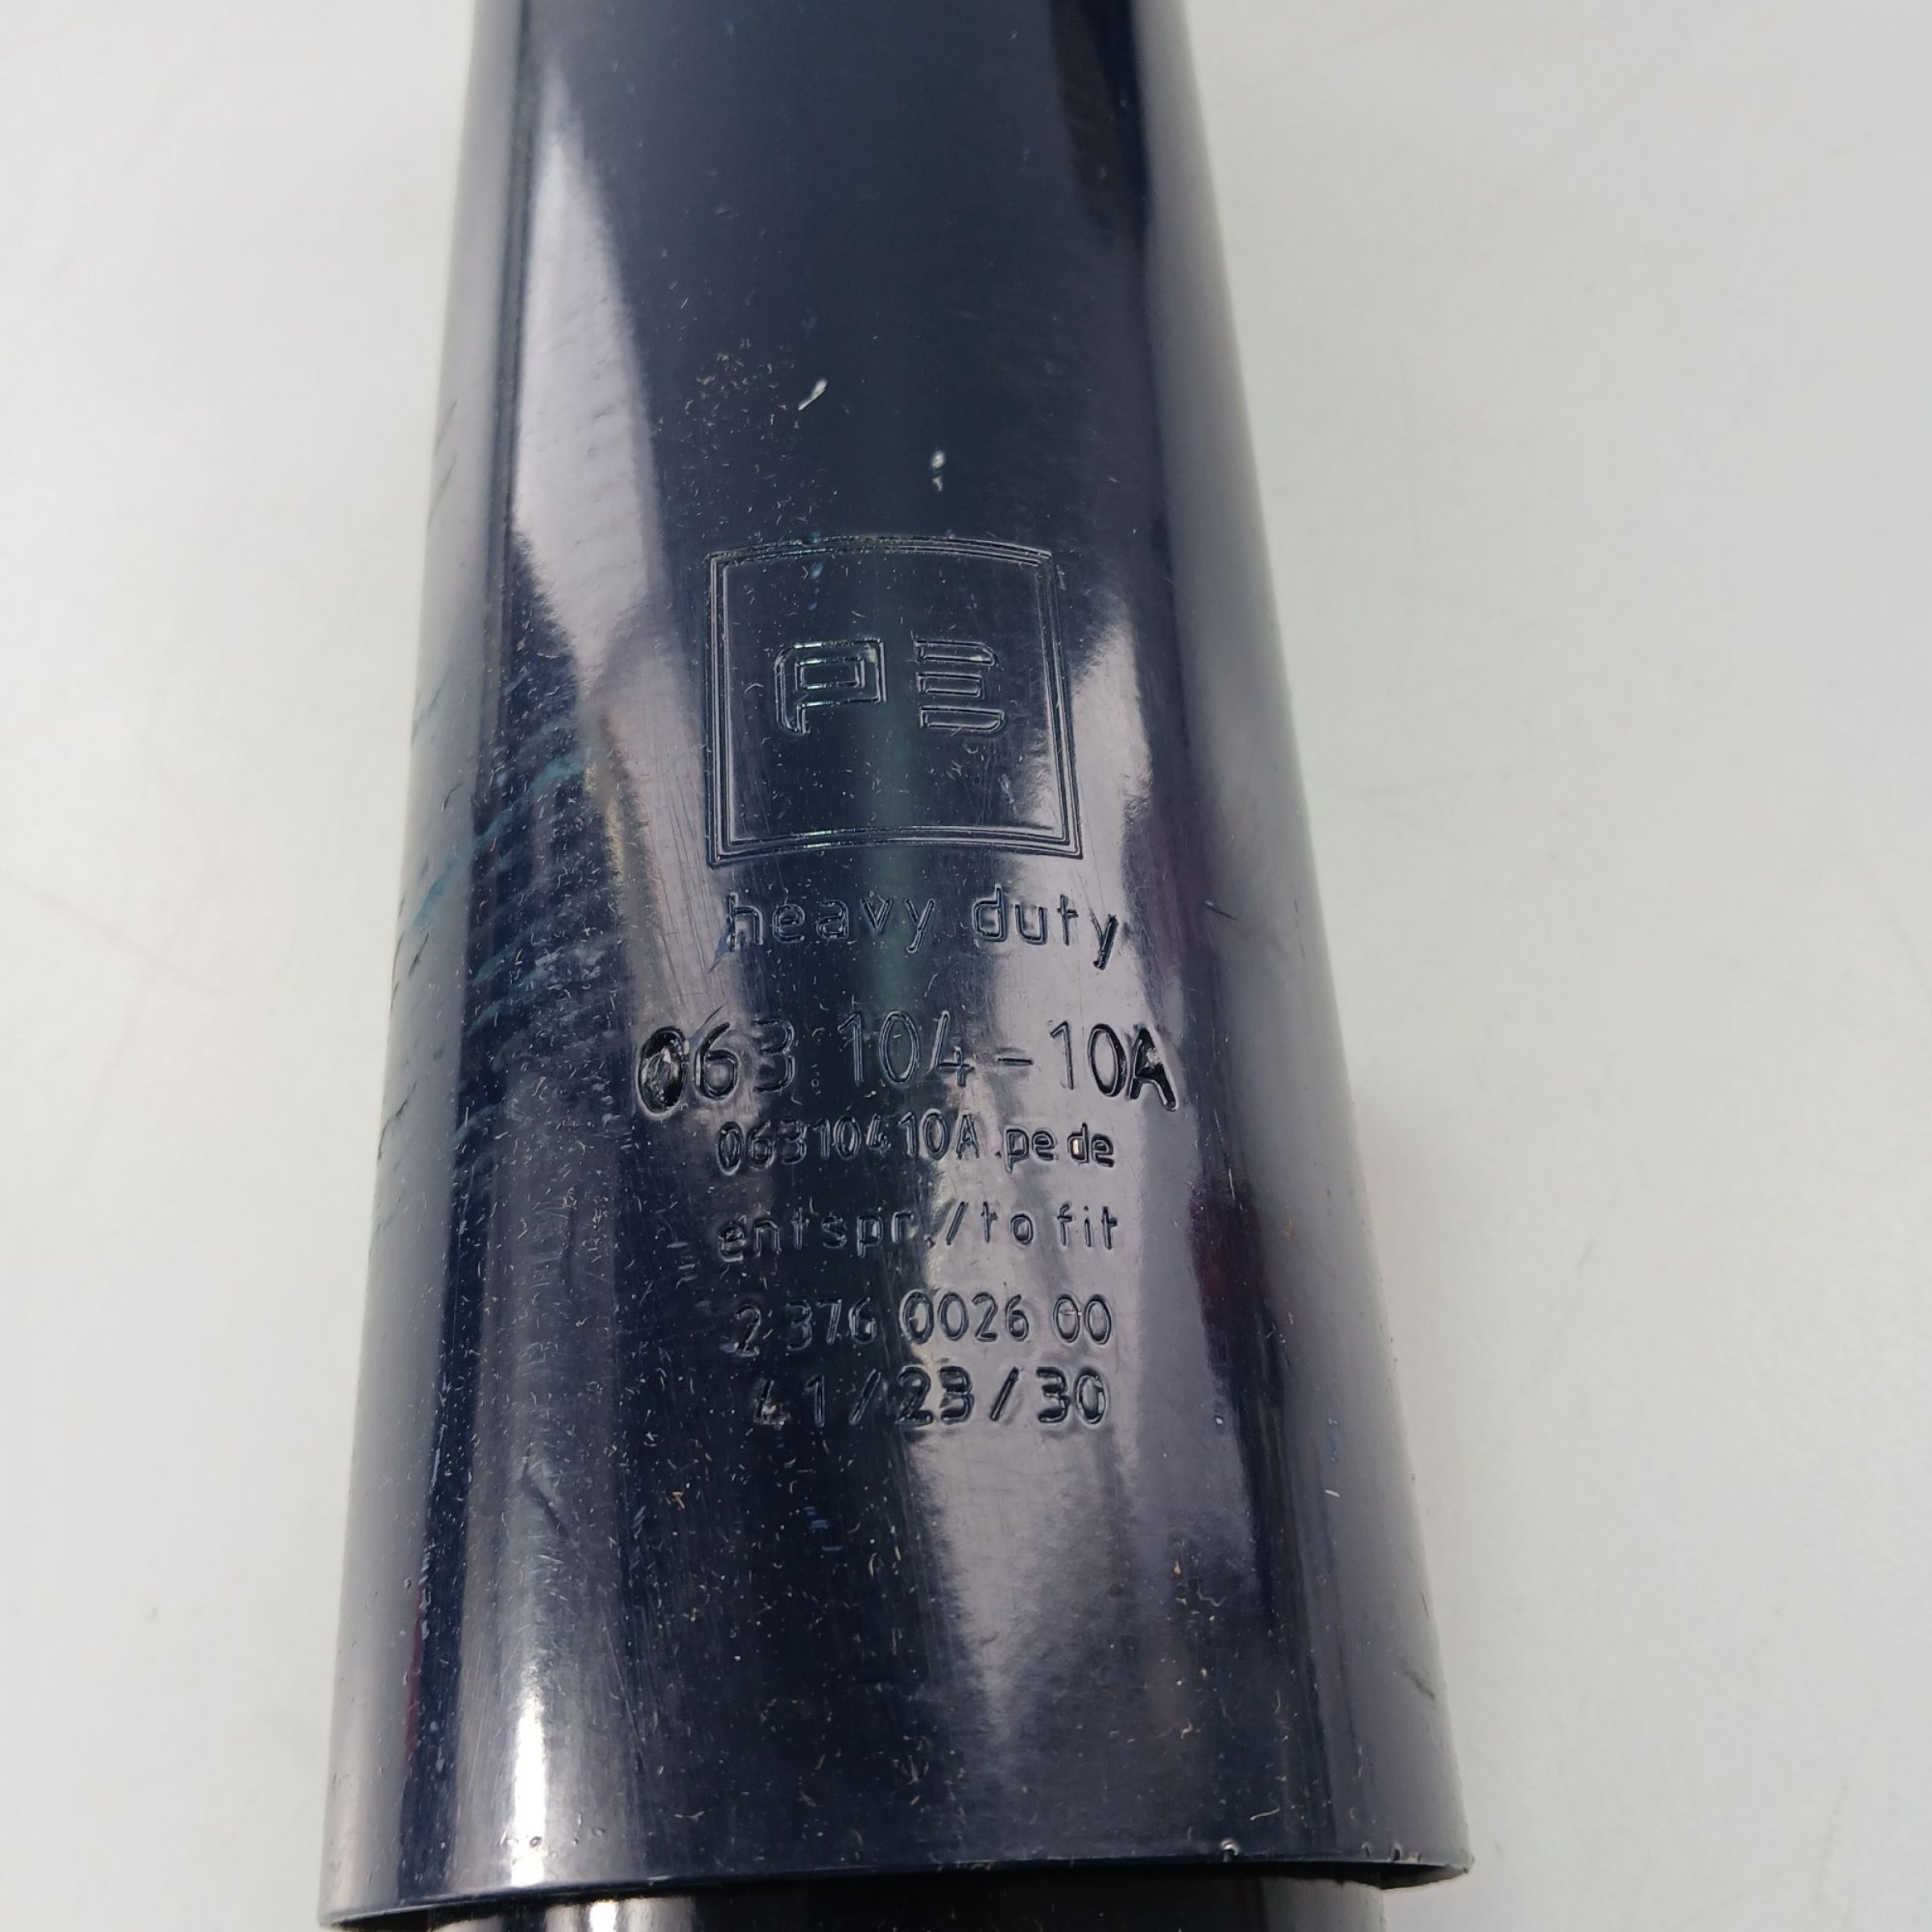 PE
heavy duty
063.104-10A
06310410A.pe.de
entspr./to fit
2 376 0026 00
41/23/30